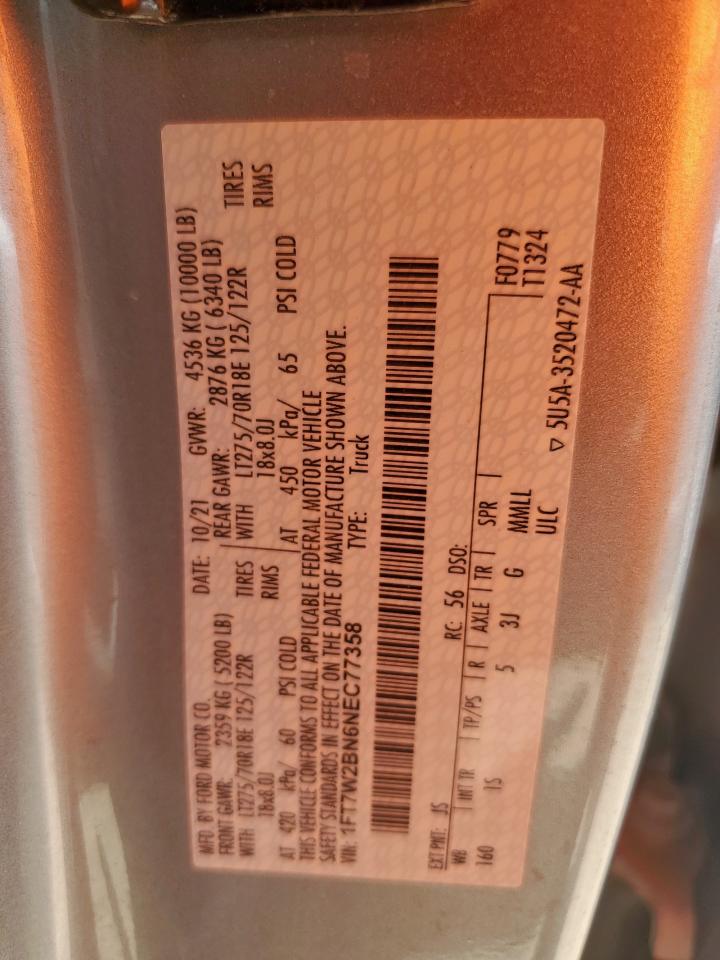 MFD. BY FORD MOTOR CO. DATE: 10/21 GVWR: 4536 KG (10000 LB)
FRONT GAWR: 2359 KG ( 5200 LB) REAR GAWR: 2876 KG ( 6340 LB)
WITH LT275/70R18E 125/122R TIRES WITH LT275/70R18E 125/122R TIRES
18x8.0J RIMS 18x8.0J RIMS
AT 420 kPa/ 60 PSI COLD AT 450 kPa/ 65 PSI COLD
THIS VEHICLE CONFORMS TO ALL APPLICABLE FEDERAL MOTOR VEHICLE
SAFETY STANDARDS IN EFFECT ON THE DATE OF MANUFACTURE SHOWN ABOVE.
VIN: 1FT7W2BN6NEC77358 TYPE: Truck
EXT PNT: JS RC: 56 DSO:
WB INT TR TP/PS R AXLE TR SPR F0779
160 IS 5 3J G MMLL T1324
ULC
▽ 5U5A-3520472-AA